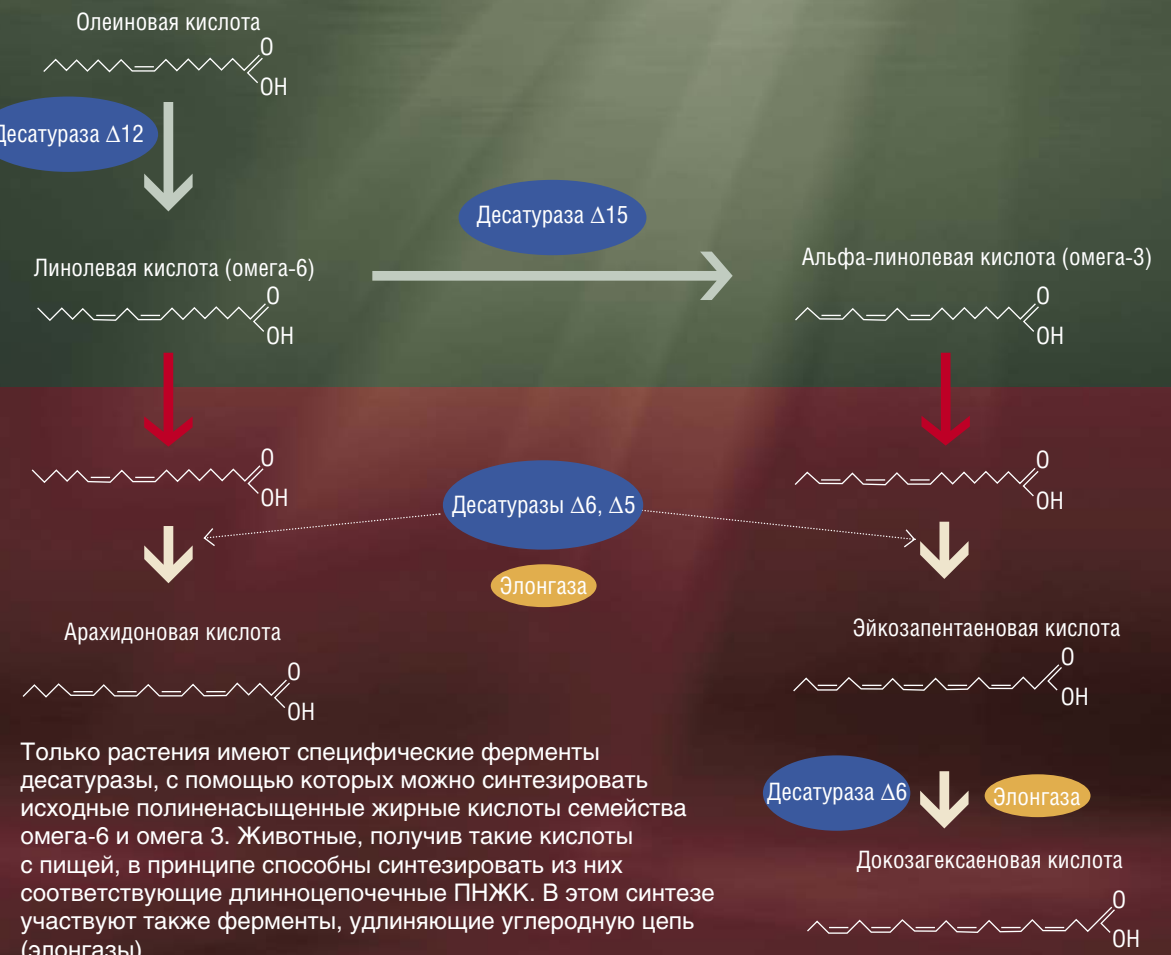 Олеиновая кислота
O
OH
Десатураза Δ12
Десатураза Δ15
Линолевая кислота (омега-6)
O
OH
Альфа-линолевая кислота (омега-3)
O
OH
O
OH
Десатуразы Δ6, Δ5
Элонгаза
O
OH
Арахидоновая кислота
O
OH
Эйкозапентаеновая кислота
O
OH
Только растения имеют специфические ферменты
десатуразы, с помощью которых можно синтезировать
исходные полиненасыщенные жирные кислоты семейства
омега-6 и омега 3. Животные, получив такие кислоты
с пищей, в принципе способны синтезировать из них
соответствующие длинноцепочечные ПНЖК. В этом синтезе
участвуют также ферменты, удлиняющие углеродную цепь
(элонгазы)
Десатураза Δ6
Элонгаза
Докозагексаеновая кислота
O
OH